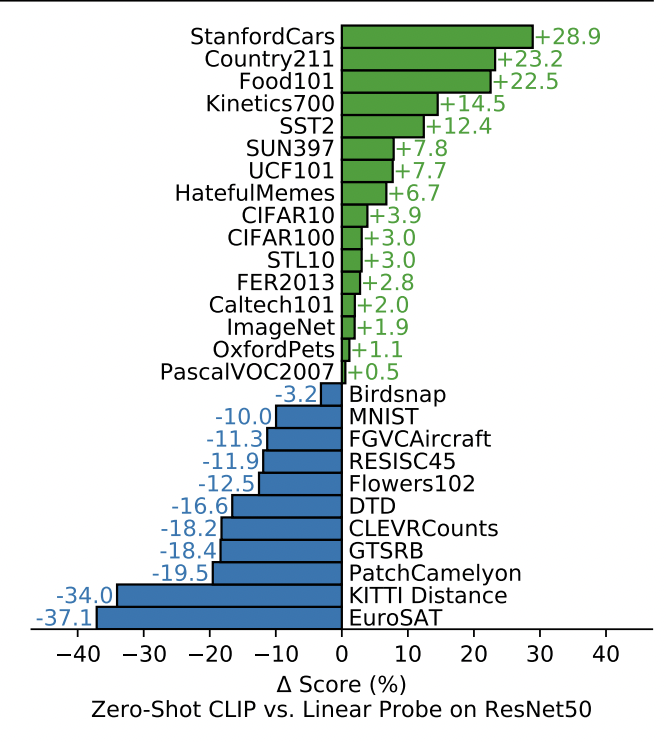 StanfordCars +28.9
Country211 +23.2
Food101 +22.5
Kinetics700 +14.5
SST2 +12.4
SUN397 +7.8
UCF101 +7.7
HatefulMemes +6.7
CIFAR10 +3.9
CIFAR100 +3.0
STL10 +3.0
FER2013 +2.8
Caltech101 +2.0
ImageNet +1.9
OxfordPets +1.1
PascalVOC2007 +0.5
-3.2 Birdsnap
-10.0 MNIST
-11.3 FGVCAircraft
-11.9 RESISC45
-12.5 Flowers102
-16.6 DTD
-18.2 CLEVRCounts
-18.4 GTSRB
-19.5 PatchCamelyon
-34.0 KITTI Distance
-37.1 EuroSAT
−40 −30 −20 −10 0 10 20 30 40
Δ Score (%)
Zero-Shot CLIP vs. Linear Probe on ResNet50